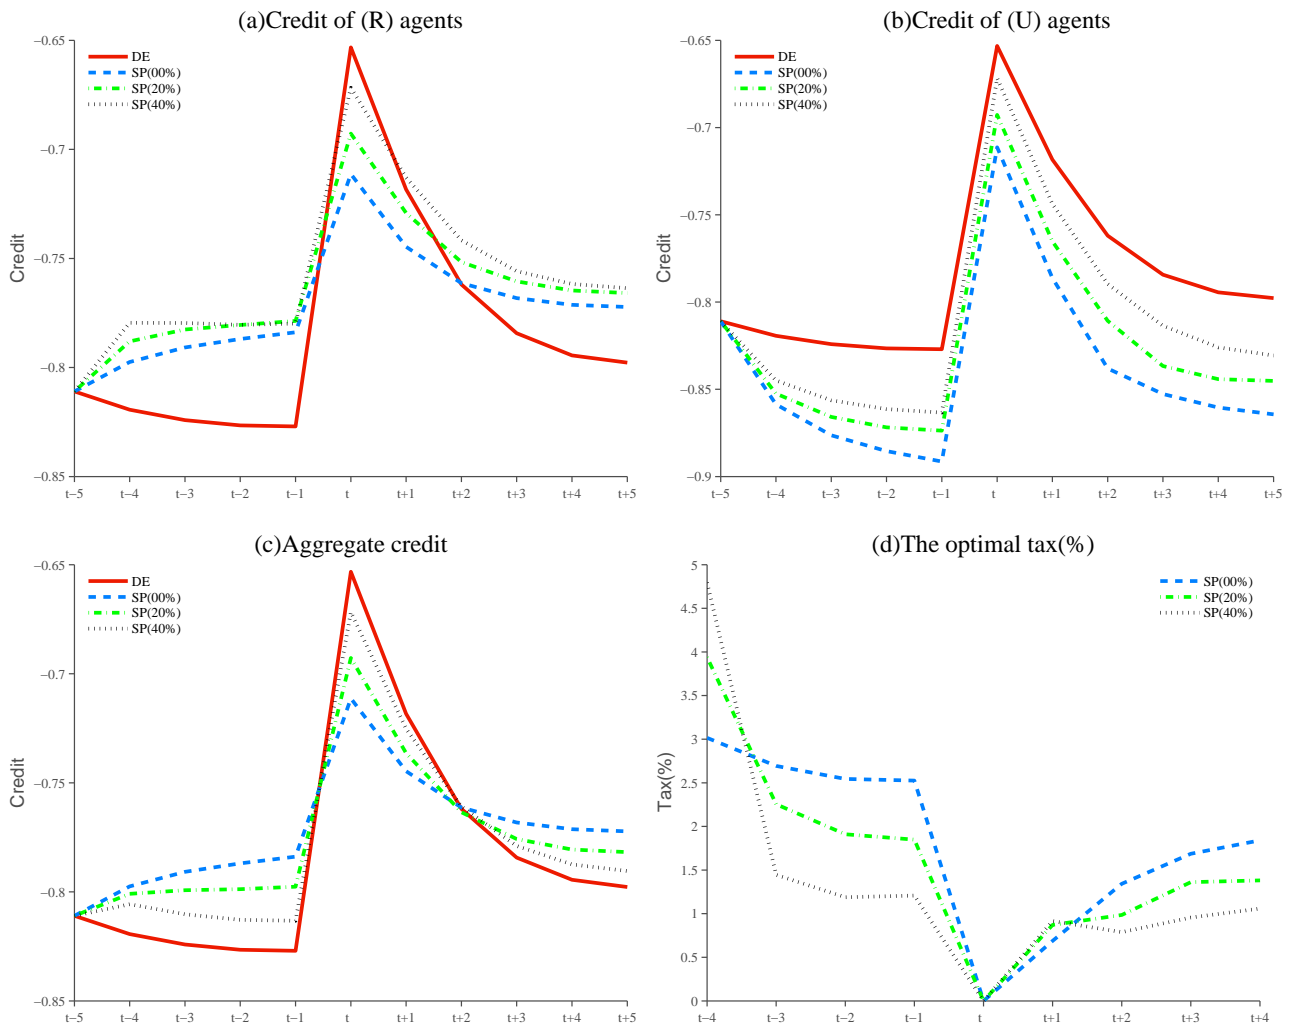 (a)Credit of (R) agents
−0.65
−0.7
−0.75
−0.8
−0.85
Credit
DE
SP(00%)
SP(20%)
SP(40%)
t−5 t−4 t−3 t−2 t−1 t t+1 t+2 t+3 t+4 t+5
(b)Credit of (U) agents
−0.65
−0.7
−0.75
−0.8
−0.85
−0.9
Credit
DE
SP(00%)
SP(20%)
SP(40%)
t−5 t−4 t−3 t−2 t−1 t t+1 t+2 t+3 t+4 t+5
(c)Aggregate credit
−0.65
−0.7
−0.75
−0.8
−0.85
Credit
DE
SP(00%)
SP(20%)
SP(40%)
t−5 t−4 t−3 t−2 t−1 t t+1 t+2 t+3 t+4 t+5
(d)The optimal tax(%)
5
4.5
4
3.5
3
2.5
2
1.5
1
0.5
0
Tax(%)
SP(00%)
SP(20%)
SP(40%)
t−4 t−3 t−2 t−1 t t+1 t+2 t+3 t+4